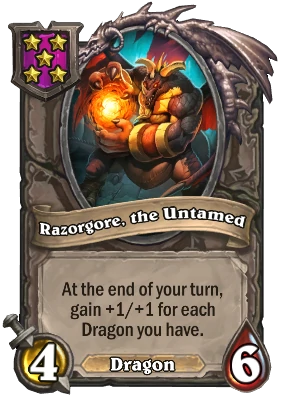 Razorgore, the Untamed
At the end of your turn,
gain +1/+1 for each
Dragon you have.
4
Dragon
6